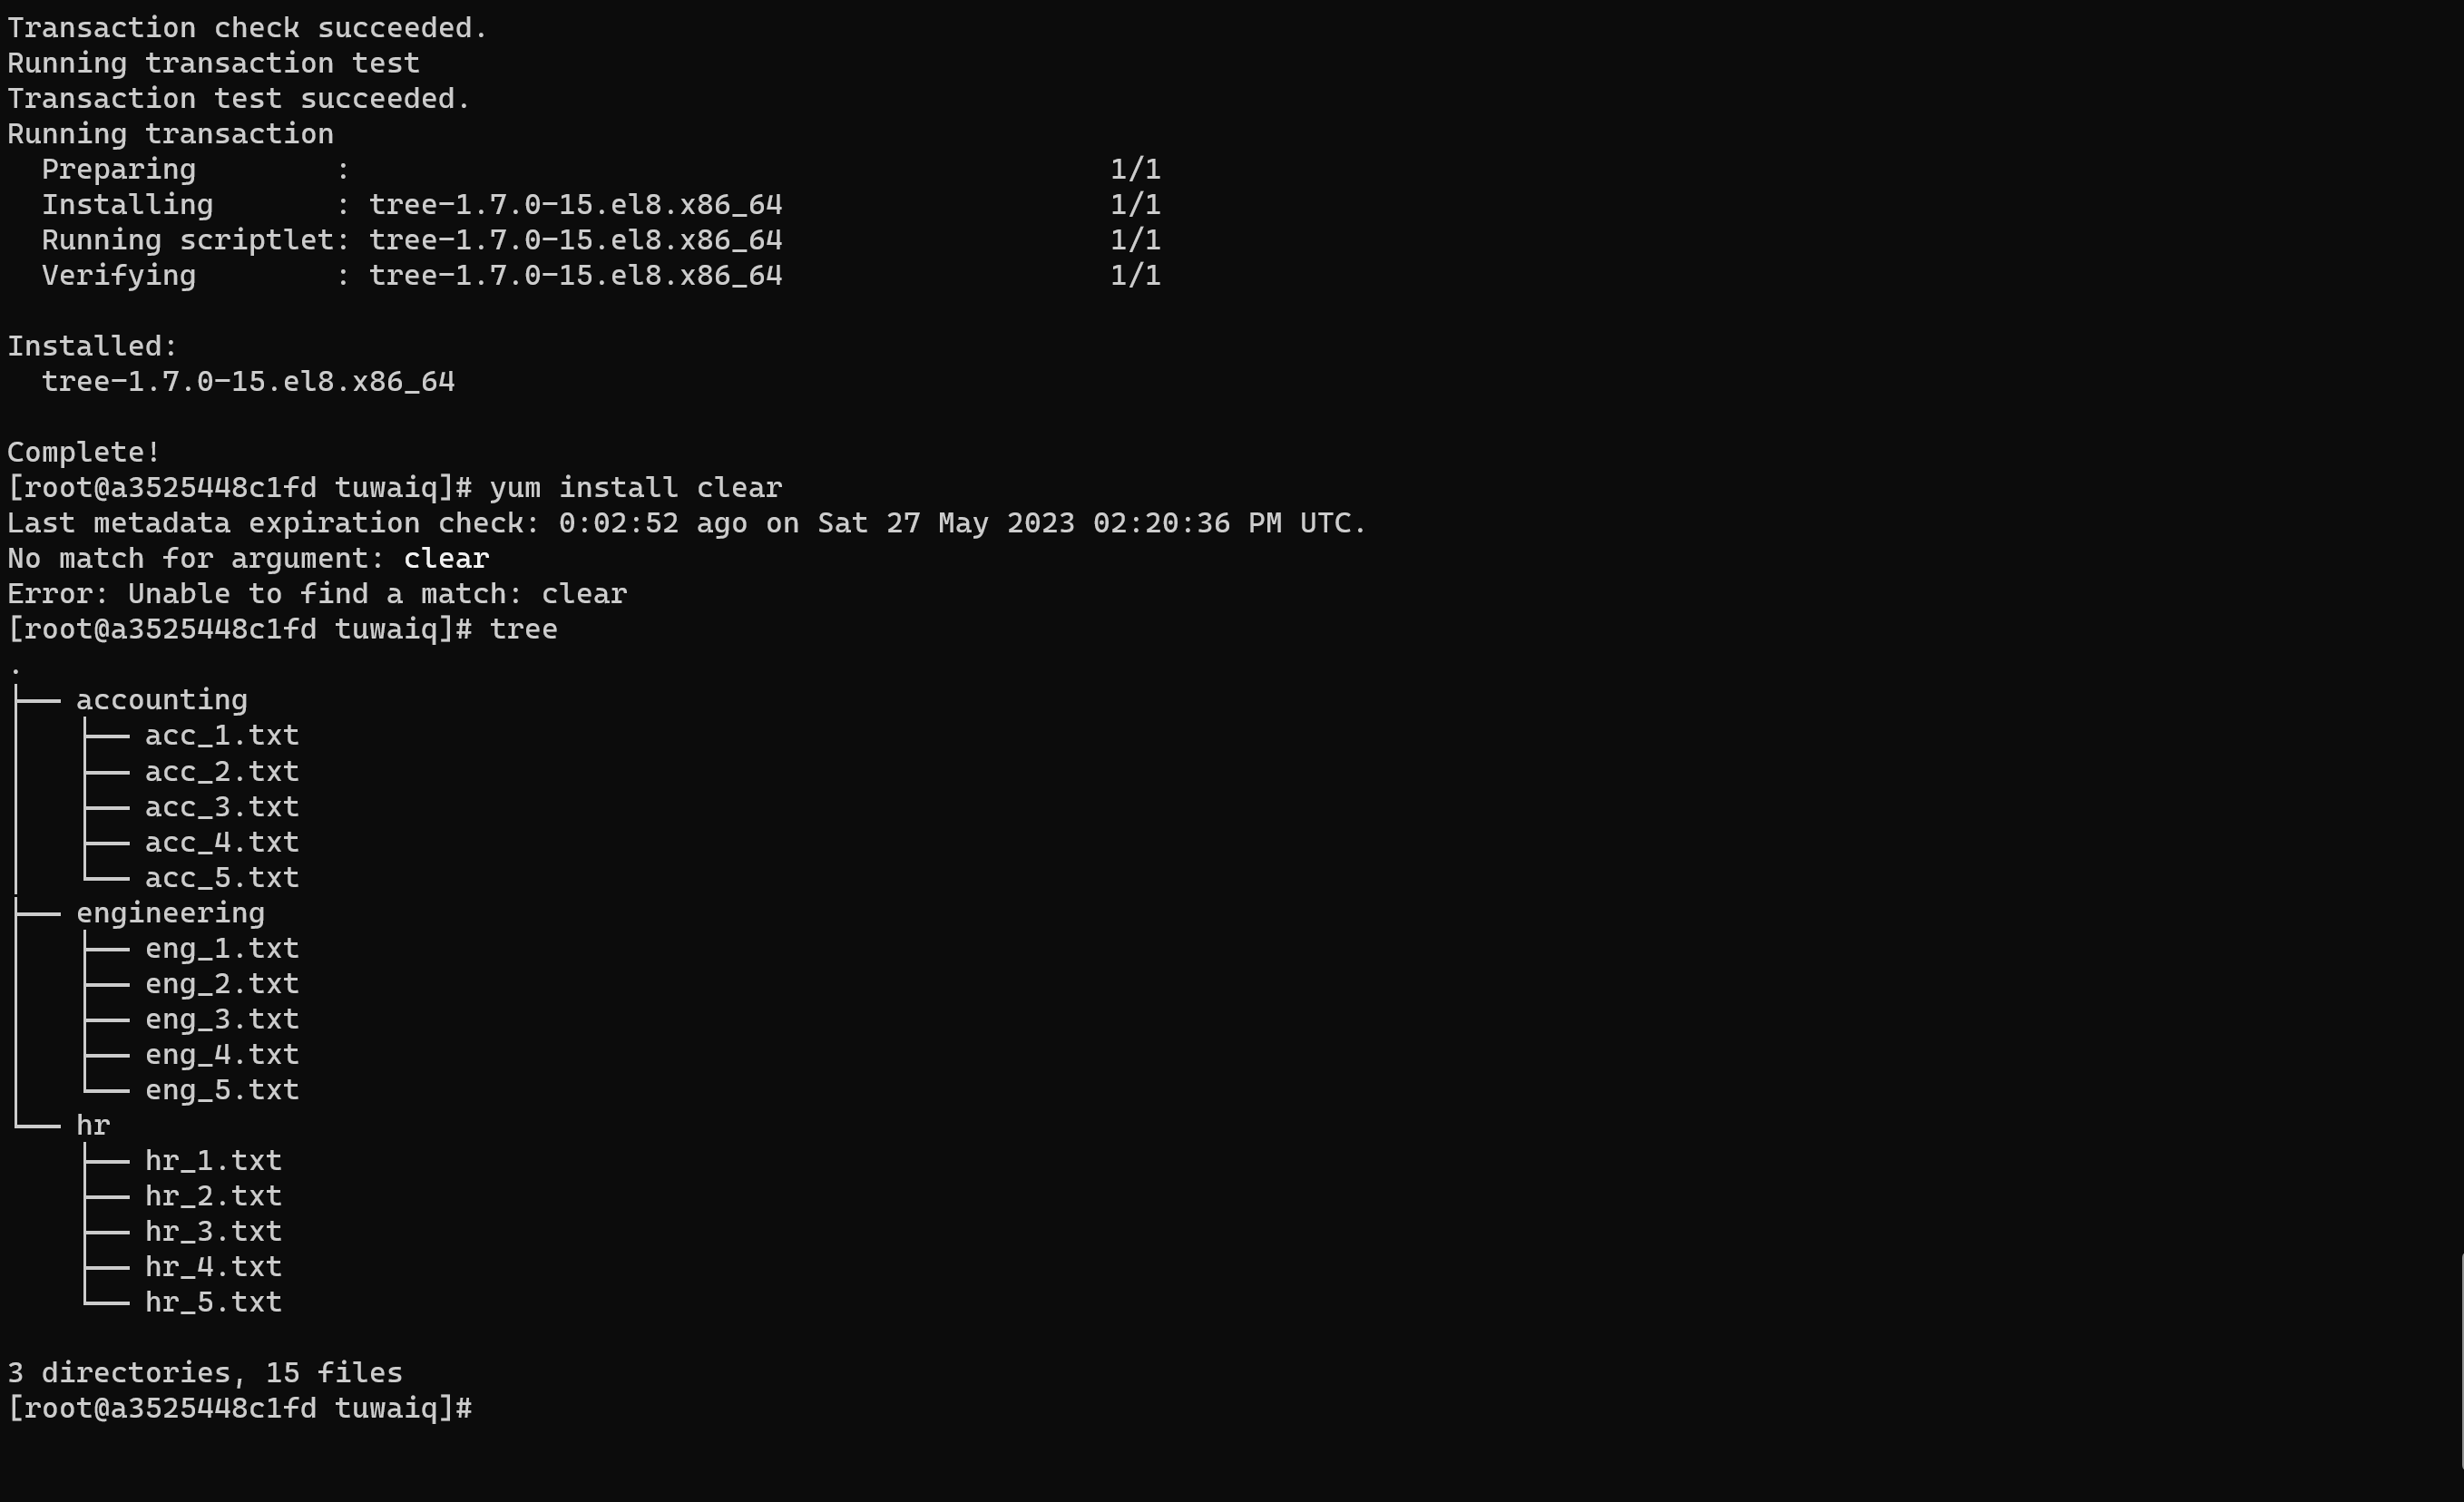 Transaction check succeeded.
Running transaction test
Transaction test succeeded.
Running transaction
  Preparing        :                                            1/1
  Installing       : tree-1.7.0-15.el8.x86_64                   1/1
  Running scriptlet: tree-1.7.0-15.el8.x86_64                   1/1
  Verifying        : tree-1.7.0-15.el8.x86_64                   1/1

Installed:
  tree-1.7.0-15.el8.x86_64

Complete!
[root@a3525448c1fd tuwaiq]# yum install clear
Last metadata expiration check: 0:02:52 ago on Sat 27 May 2023 02:20:36 PM UTC.
No match for argument: clear
Error: Unable to find a match: clear
[root@a3525448c1fd tuwaiq]# tree
.
├── accounting
│   ├── acc_1.txt
│   ├── acc_2.txt
│   ├── acc_3.txt
│   ├── acc_4.txt
│   └── acc_5.txt
├── engineering
│   ├── eng_1.txt
│   ├── eng_2.txt
│   ├── eng_3.txt
│   ├── eng_4.txt
│   └── eng_5.txt
└── hr
    ├── hr_1.txt
    ├── hr_2.txt
    ├── hr_3.txt
    ├── hr_4.txt
    └── hr_5.txt

3 directories, 15 files
[root@a3525448c1fd tuwaiq]#